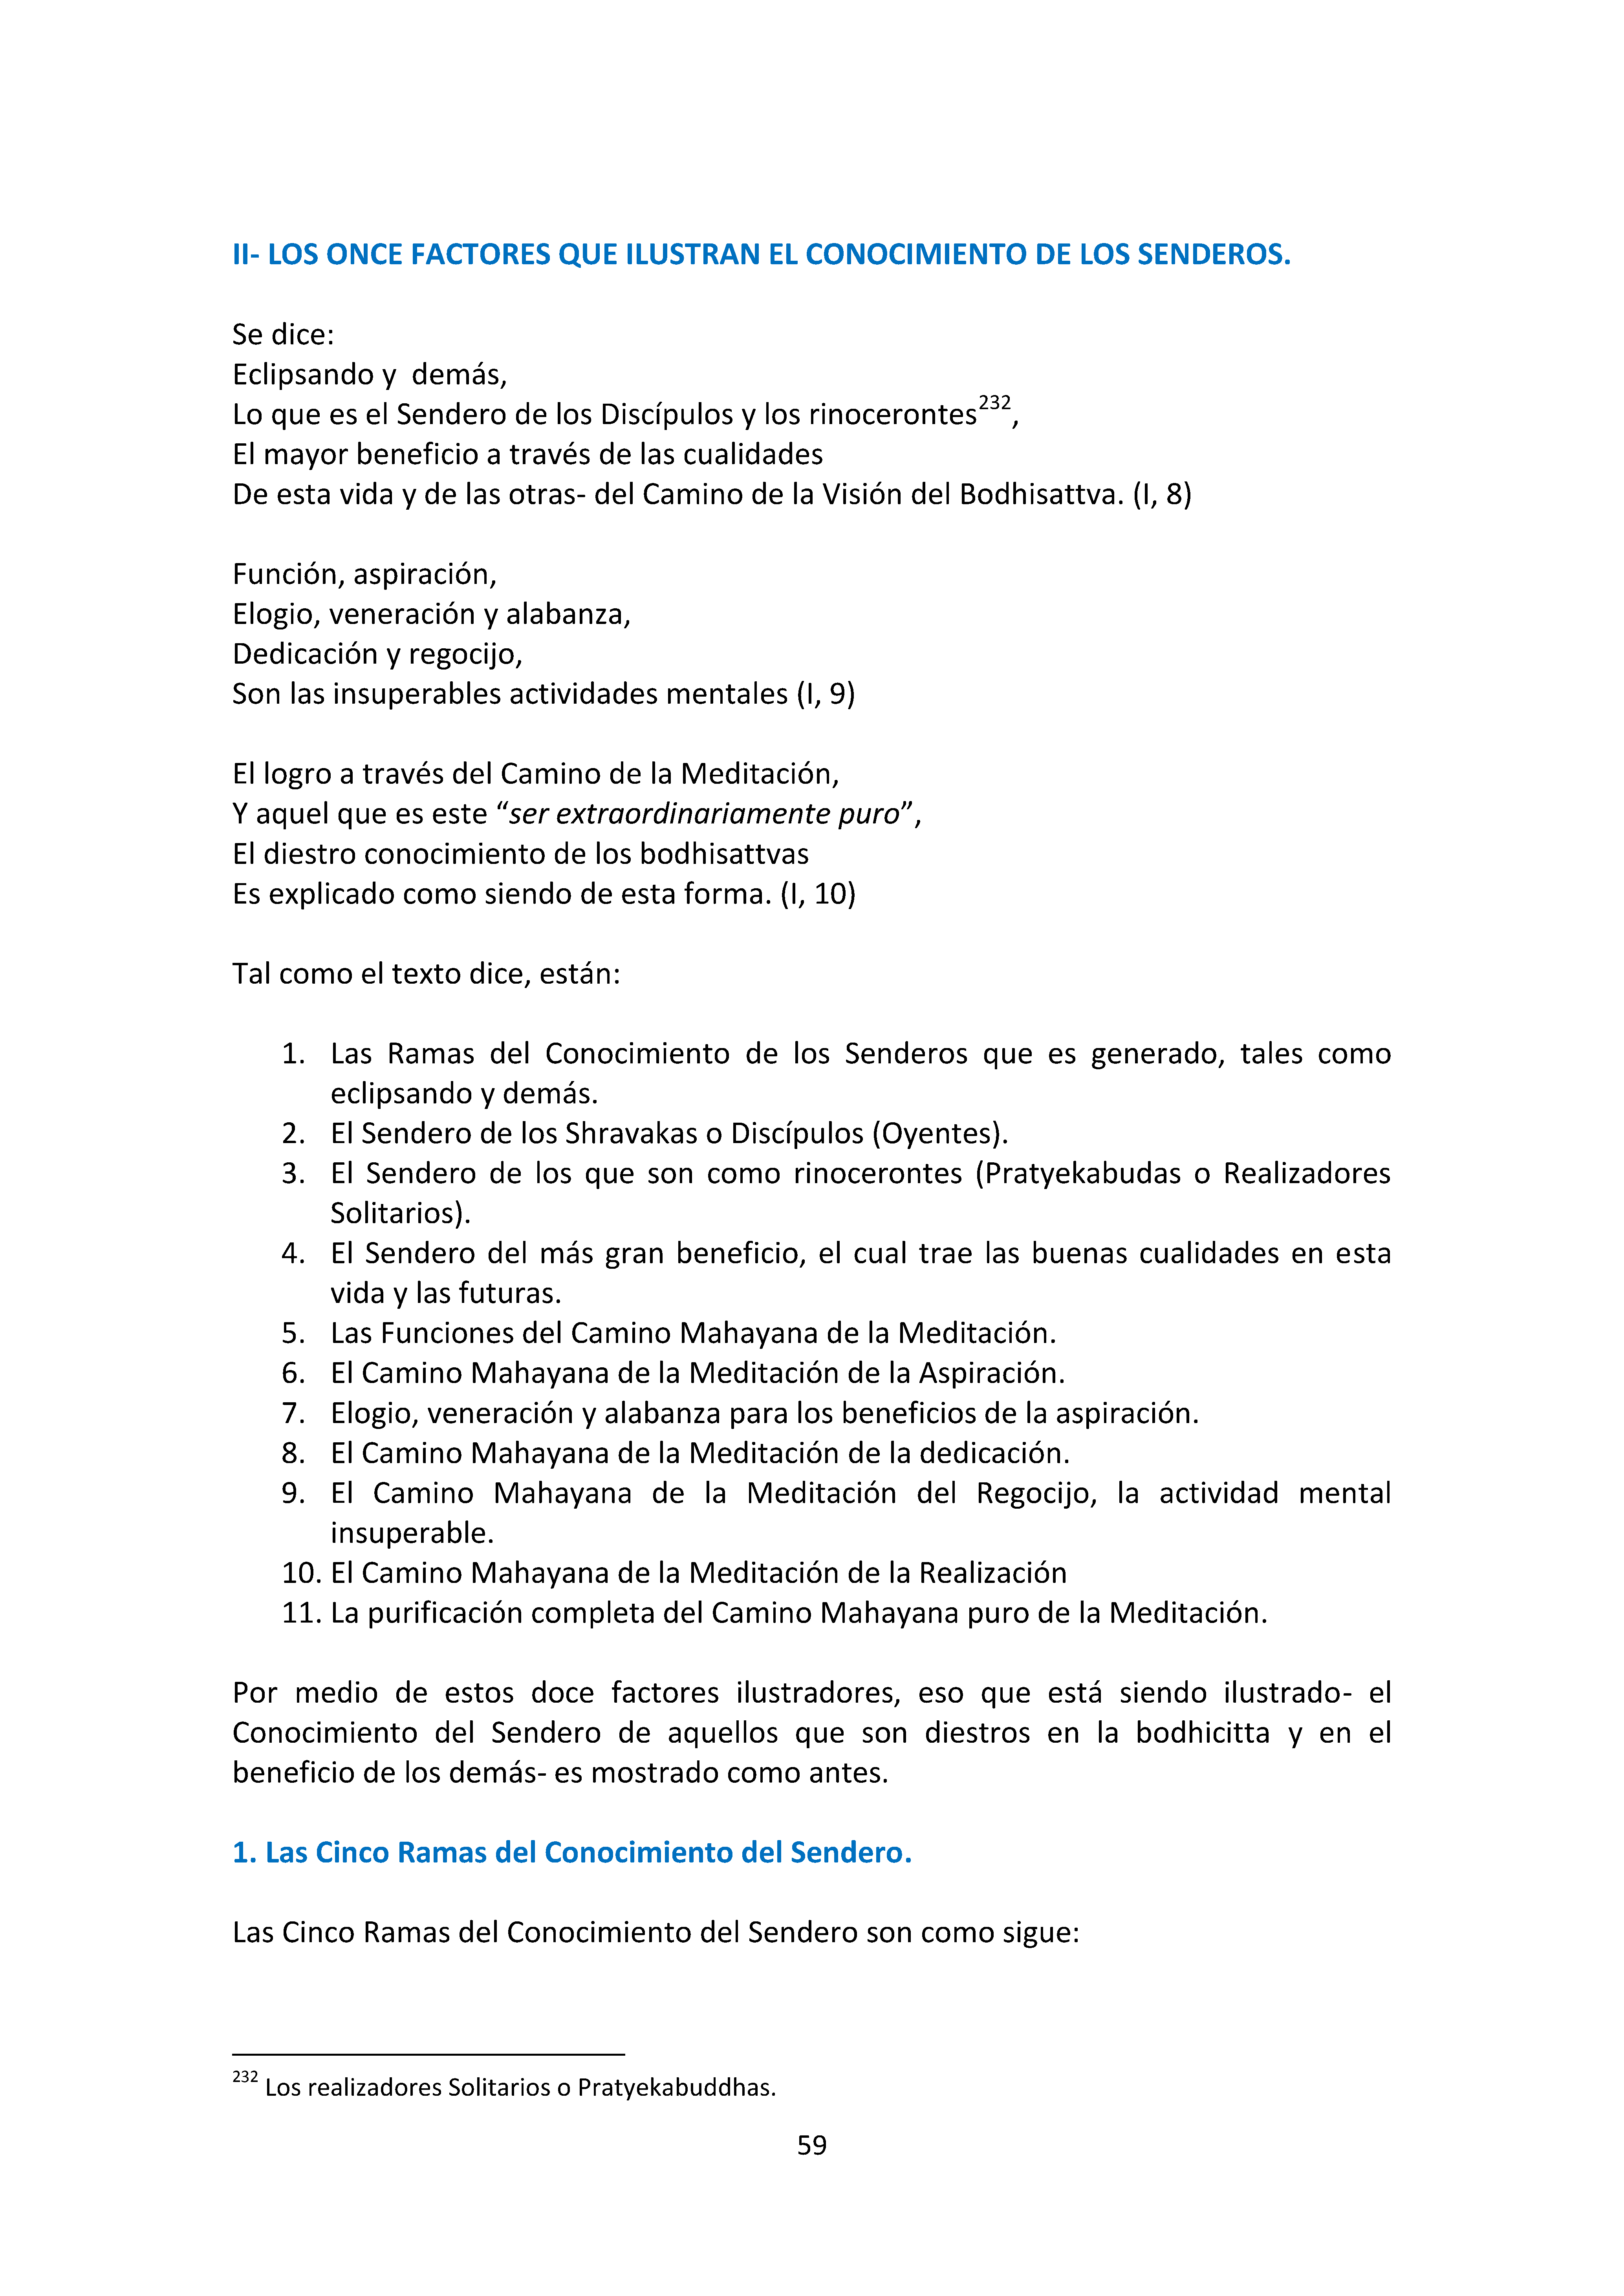 II- LOS ONCE FACTORES QUE ILUSTRAN EL CONOCIMIENTO DE LOS SENDEROS.
Se dice:
Eclipsando y  demás,
Lo que es el Sendero de los Discípulos y los rinocerontes232,
El mayor beneficio a través de las cualidades
De esta vida y de las otras- del Camino de la Visión del Bodhisattva. (I, 8)
Función, aspiración,
Elogio, veneración y alabanza,
Dedicación y regocijo,
Son las insuperables actividades mentales (I, 9)
El logro a través del Camino de la Meditación,
Y aquel que es este “ser extraordinariamente puro”,
El diestro conocimiento de los bodhisattvas
Es explicado como siendo de esta forma. (I, 10)
Tal como el texto dice, están:
1. Las Ramas del Conocimiento de los Senderos que es generado, tales como
eclipsando y demás.
2. El Sendero de los Shravakas o Discípulos (Oyentes).
3. El Sendero de los que son como rinocerontes (Pratyekabudas o Realizadores
Solitarios).
4. El Sendero del más gran beneficio, el cual trae las buenas cualidades en esta
vida y las futuras.
5. Las Funciones del Camino Mahayana de la Meditación.
6. El Camino Mahayana de la Meditación de la Aspiración.
7. Elogio, veneración y alabanza para los beneficios de la aspiración.
8. El Camino Mahayana de la Meditación de la dedicación.
9. El Camino Mahayana de la Meditación del Regocijo, la actividad mental
insuperable.
10. El Camino Mahayana de la Meditación de la Realización
11. La purificación completa del Camino Mahayana puro de la Meditación.
Por medio de estos doce factores ilustradores, eso que está siendo ilustrado- el
Conocimiento del Sendero de aquellos que son diestros en la bodhicitta y en el
beneficio de los demás- es mostrado como antes.
1. Las Cinco Ramas del Conocimiento del Sendero.
Las Cinco Ramas del Conocimiento del Sendero son como sigue:
232 Los realizadores Solitarios o Pratyekabuddhas.
59